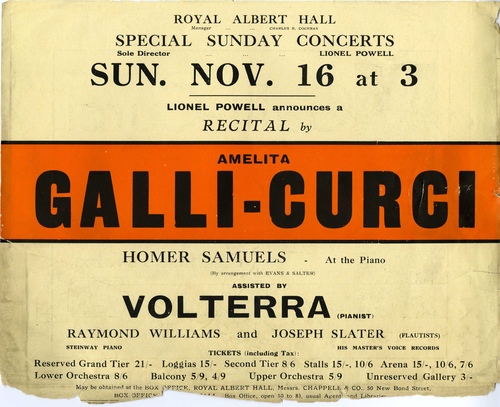 ROYAL ALBERT HALL
Manager ... ... CHARLES B. COCHRAN
SPECIAL SUNDAY CONCERTS
Sole Director ... ... ... LIONEL POWELL
SUN. NOV. 16 at 3
LIONEL POWELL announces a
RECITAL by
AMELITA
GALLI-CURCI
HOMER SAMUELS - At the Piano
(By arrangement with EVANS & SALTER)
ASSISTED BY
VOLTERRA (PIANIST)
RAYMOND WILLIAMS and JOSEPH SLATER (FLAUTISTS)
STEINWAY PIANO HIS MASTER'S VOICE RECORDS
TICKETS (including Tax):
Reserved Grand Tier 21/- Loggias 15/- Second Tier 8/6 Stalls 15/-, 10/6 Arena 15/-, 10/6, 7/6
Lower Orchestra 8/6 Balcony 5/9, 4/9 Upper Orchestra 5/9 Unreserved Gallery 3/-
May be obtained at the BOX OFFICE, ROYAL ALBERT HALL, Messrs. CHAPPELL & CO. 50 New Bond Street,
BOX OFFICE HALL (Box Office, open 10 to 8), usual Agents and Libraries